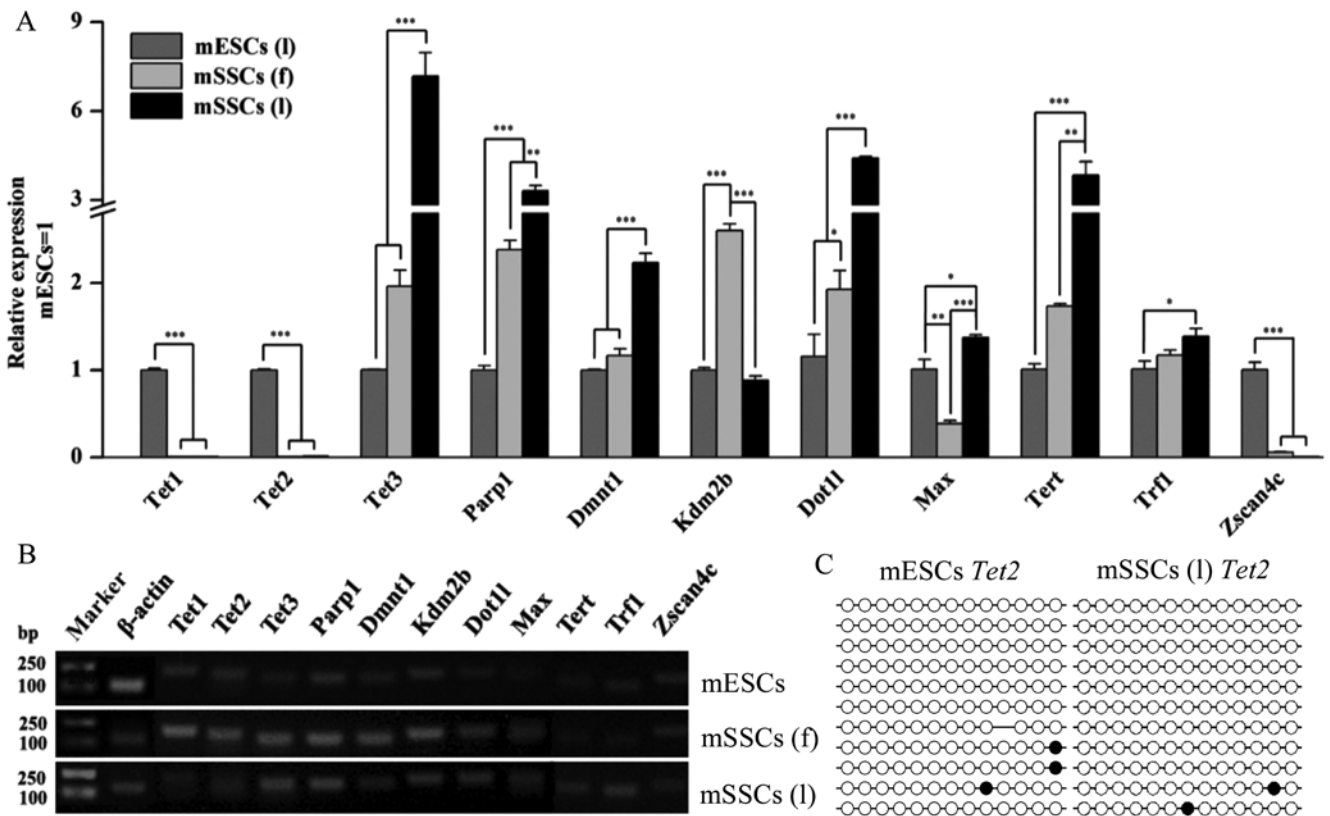 A
9
6
3
2
1
0
Relative expression
mESCs=1
mESCs (l)
mSSCs (f)
mSSCs (l)
***
***
***
***
**
***
***
***
***
*
*
**
***
***
**
*
***
Tet1
Tet2
Tet3
Parp1
Dmnt1
Kdm2b
Dot1l
Max
Tert
Trf1
Zscan4c
B
bp
Marker
β-actin
Tet1
Tet2
Tet3
Parp1
Dmnt1
Kdm2b
Dot1l
Max
Tert
Trf1
Zscan4c
250
100
mESCs
250
100
mSSCs (f)
250
100
mSSCs (l)
C
mESCs Tet2
mSSCs (l) Tet2